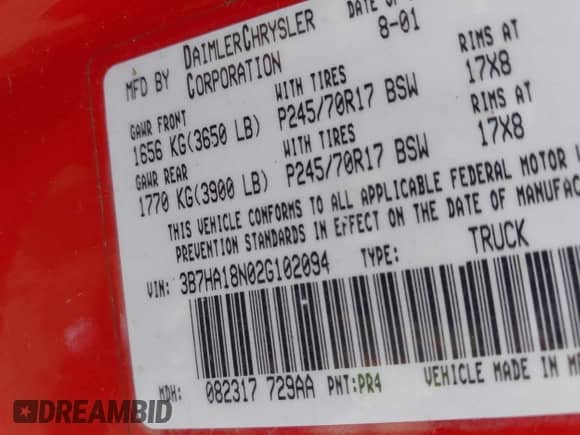 MFD BY DAIMLERCHRYSLER CORPORATION
DATE OF
8-01
GAWR FRONT WITH TIRES RIMS AT
1656 KG(3650 LB) P245/70R17 BSW 17X8
GAWR REAR WITH TIRES RIMS AT
1770 KG(3900 LB) P245/70R17 BSW 17X8
THIS VEHICLE CONFORMS TO ALL APPLICABLE FEDERAL MOTOR
PREVENTION STANDARDS IN EFFECT ON THE DATE OF
VIN: 3B7HA18N02G102094 TYPE: TRUCK
MDH: 082317 729AA PNT:PR4 VEHICLE MADE IN
DREAMBID